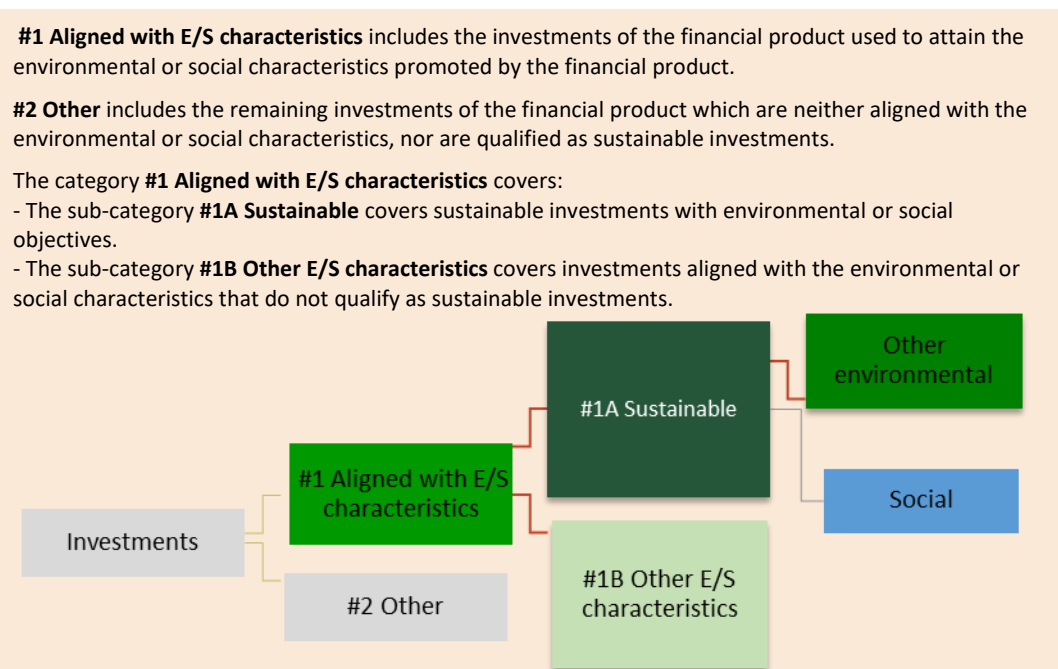 #1 Aligned with E/S characteristics includes the investments of the financial product used to attain the
environmental or social characteristics promoted by the financial product.
#2 Other includes the remaining investments of the financial product which are neither aligned with the
environmental or social characteristics, nor are qualified as sustainable investments.
The category #1 Aligned with E/S characteristics covers:
- The sub-category #1A Sustainable covers sustainable investments with environmental or social
objectives.
- The sub-category #1B Other E/S characteristics covers investments aligned with the environmental or
social characteristics that do not qualify as sustainable investments.
Investments
#1 Aligned with E/S
characteristics
#2 Other
#1A Sustainable
#1B Other E/S
characteristics
Other
environmental
Social